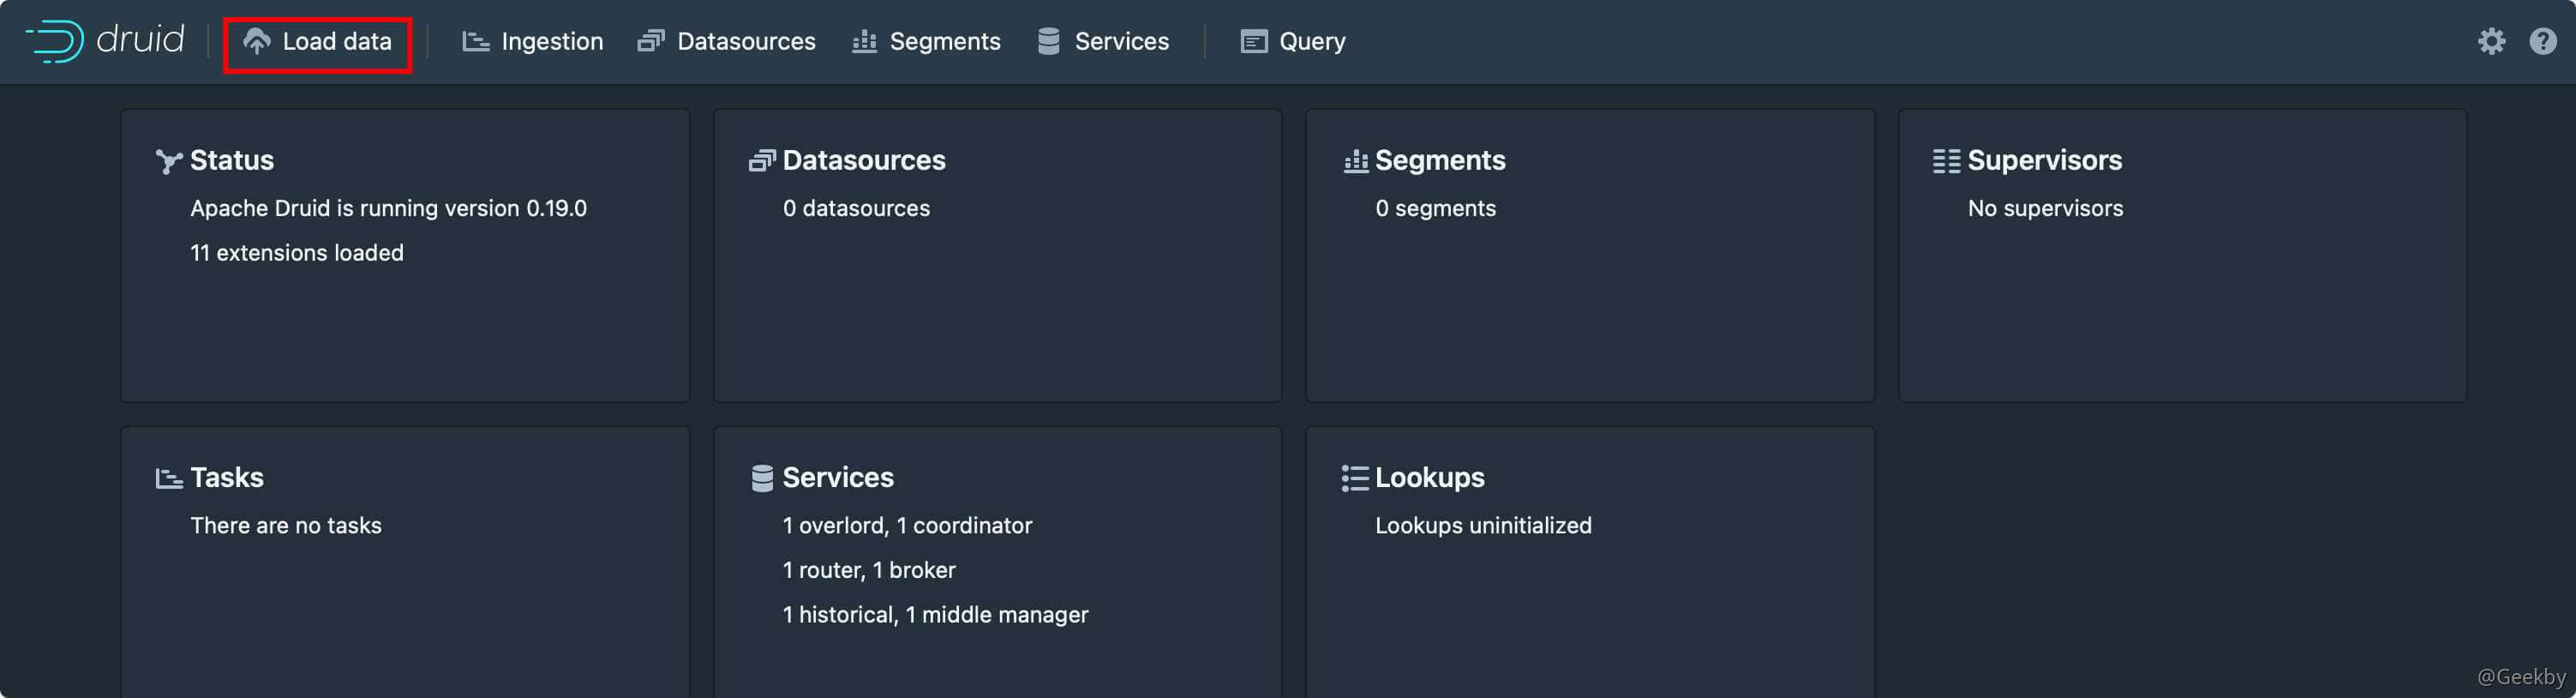 druid Load data Ingestion Datasources Segments Services Query
Status
Apache Druid is running version 0.19.0
11 extensions loaded
Datasources
0 datasources
Segments
0 segments
Supervisors
No supervisors
Tasks
There are no tasks
Services
1 overlord, 1 coordinator
1 router, 1 broker
1 historical, 1 middle manager
Lookups
Lookups uninitialized
@Geekby